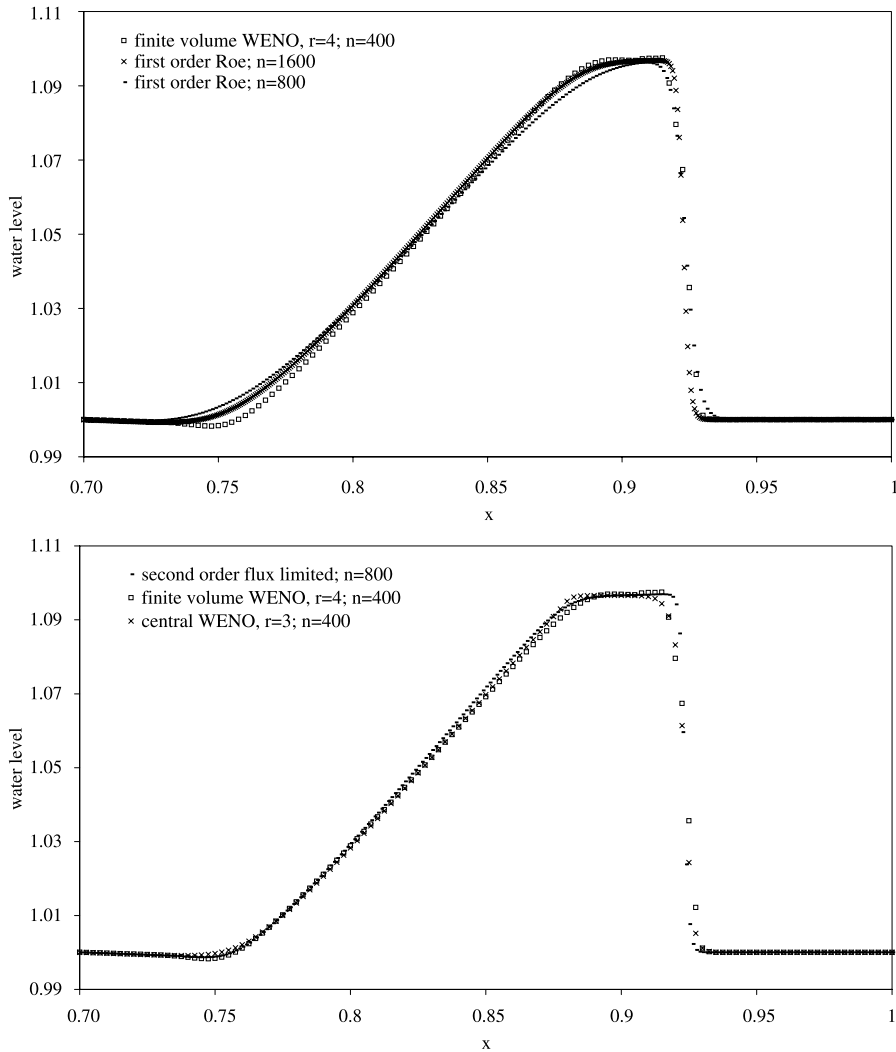 1.11
□ finite volume WENO, r=4; n=400
× first order Roe; n=1600
- first order Roe; n=800
1.09
1.07
water level
1.05
1.03
1.01
0.99
0.70 0.75 0.8 0.85 0.9 0.95 1
x
1.11
- second order flux limited; n=800
□ finite volume WENO, r=4; n=400
× central WENO, r=3; n=400
1.09
1.07
water level
1.05
1.03
1.01
0.99
0.70 0.75 0.8 0.85 0.9 0.95 1
x